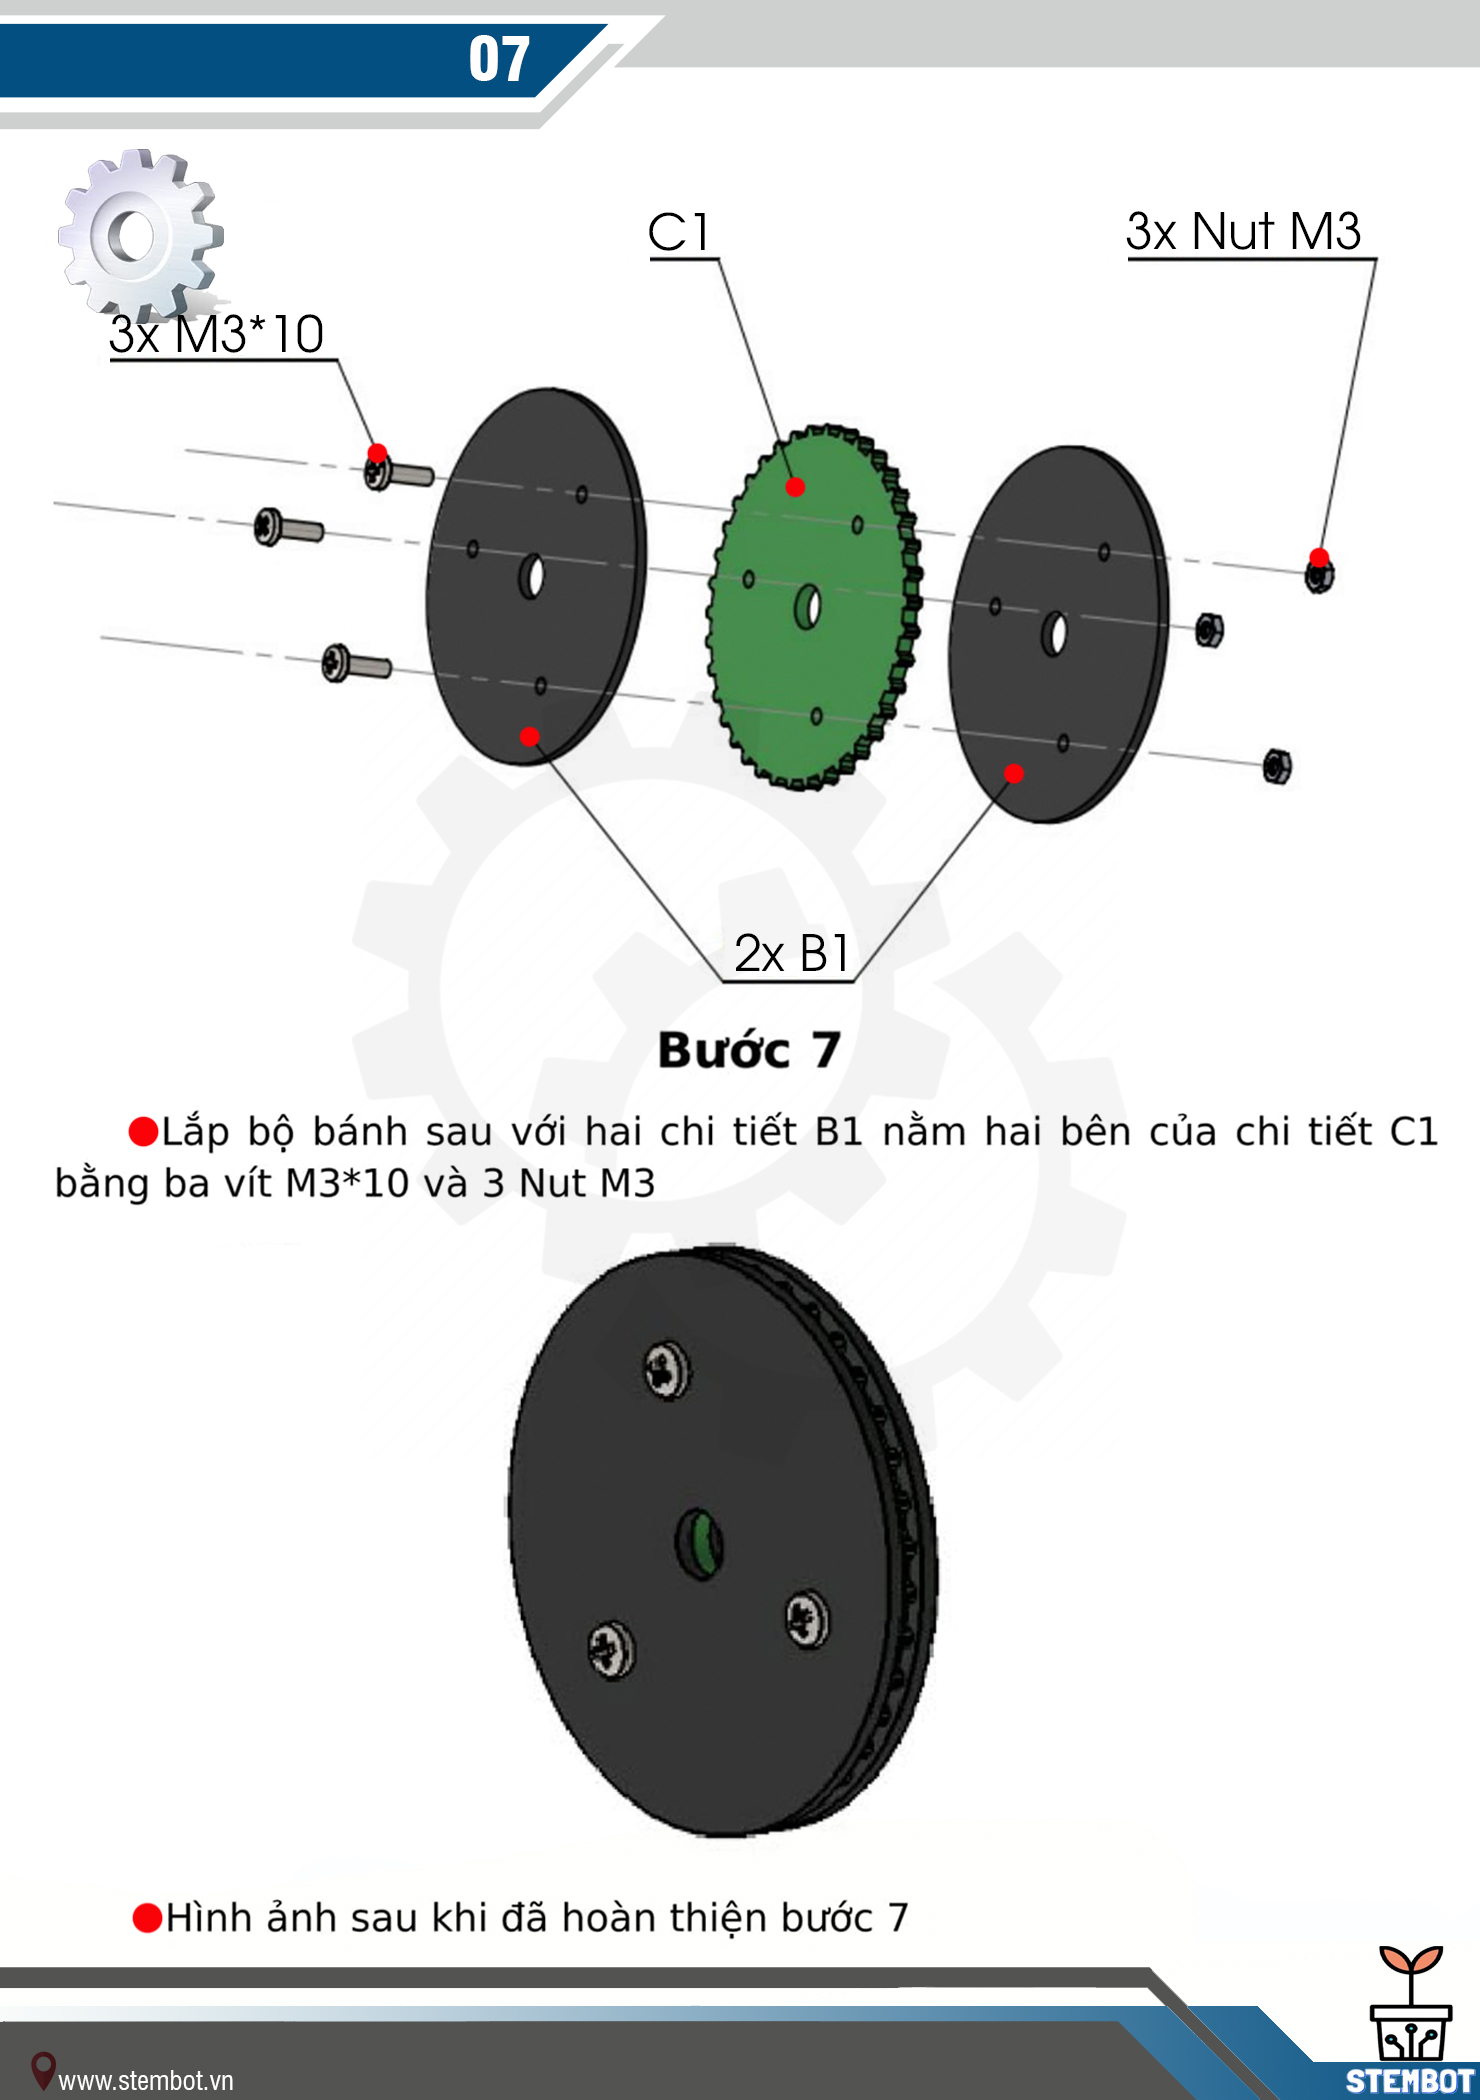 07
C1
3x Nut M3
3x M3*10
2x B1
Bước 7
Lắp bộ bánh sau với hai chi tiết B1 nằm hai bên của chi tiết C1
bằng ba vít M3*10 và 3 Nut M3
Hình ảnh sau khi đã hoàn thiện bước 7
www.stembot.vn
STEMBOT